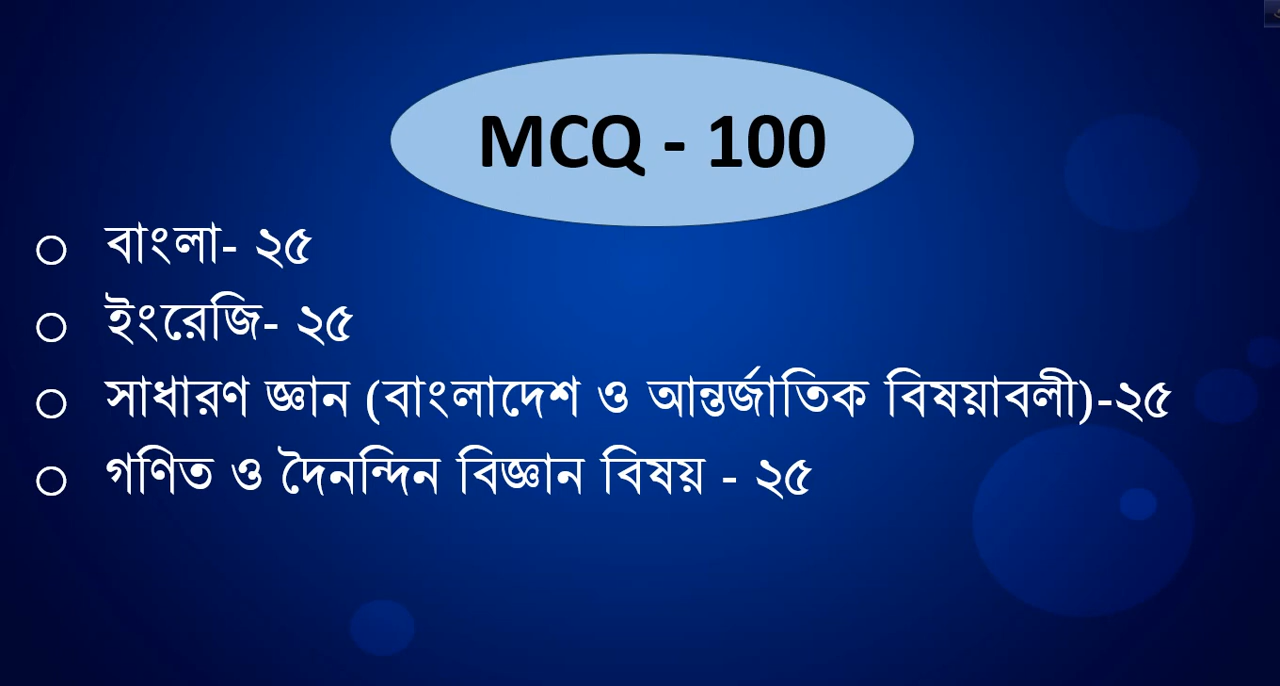 MCQ - 100
বাংলা- ২৫
ইংরেজি- ২৫
সাধারণ জ্ঞান (বাংলাদেশ ও আন্তর্জাতিক বিষয়াবলী)-২৫
গণিত ও দৈনন্দিন বিজ্ঞান বিষয় - ২৫